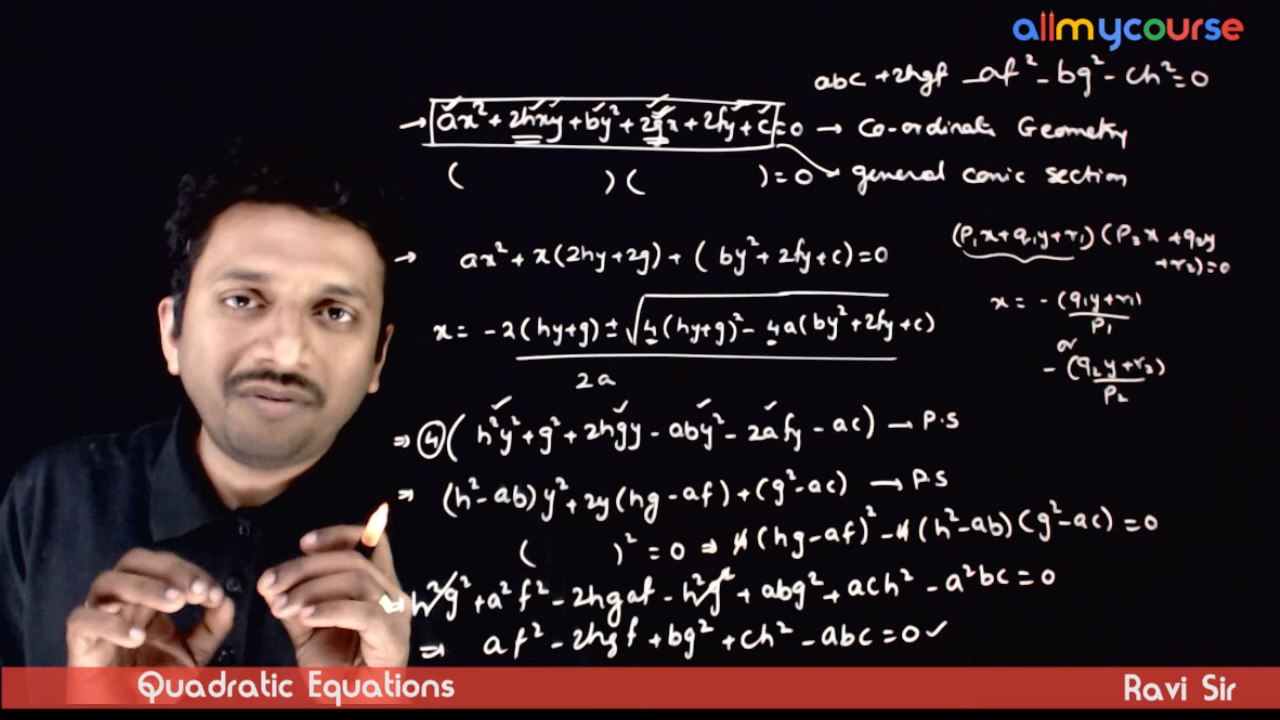 allmycourse
abc + 2hgf - af² - bg² - ch² = 0
→ ax² + 2hxy + by² + 2gx + 2fy + c = 0 → Co-ordinate Geometry
( ) ( ) = 0 general conic section
(p₁x + q₁y + r₁) (p₂x + q₂y + r₂) = 0
→ ax² + x(2hy + 2g) + (by² + 2fy + c) = 0
x = -2(hy + g) ± √4(hy + g)² - 4a(by² + 2fy + c)
2a
x = -(q₁y + r₁)
p₁
or
-(q₂y + r₂)
p₂
⇒ ④ (h²y² + g² + 2hgy - aby² - 2afy - ac) → P.S
⇒ (h² - ab)y² + 2y(hg - af) + (g² - ac) → P.S
( )² = 0 ⇒ 4(hg - af)² - 4(h² - ab)(g² - ac) = 0
⇒ h²g² + a²f² - 2hgaf - h²g² + abg² + ach² - a²bc = 0
⇒ af² - 2hgf + bg² + ch² - abc = 0 ✓
Quadratic Equations
Ravi Sir